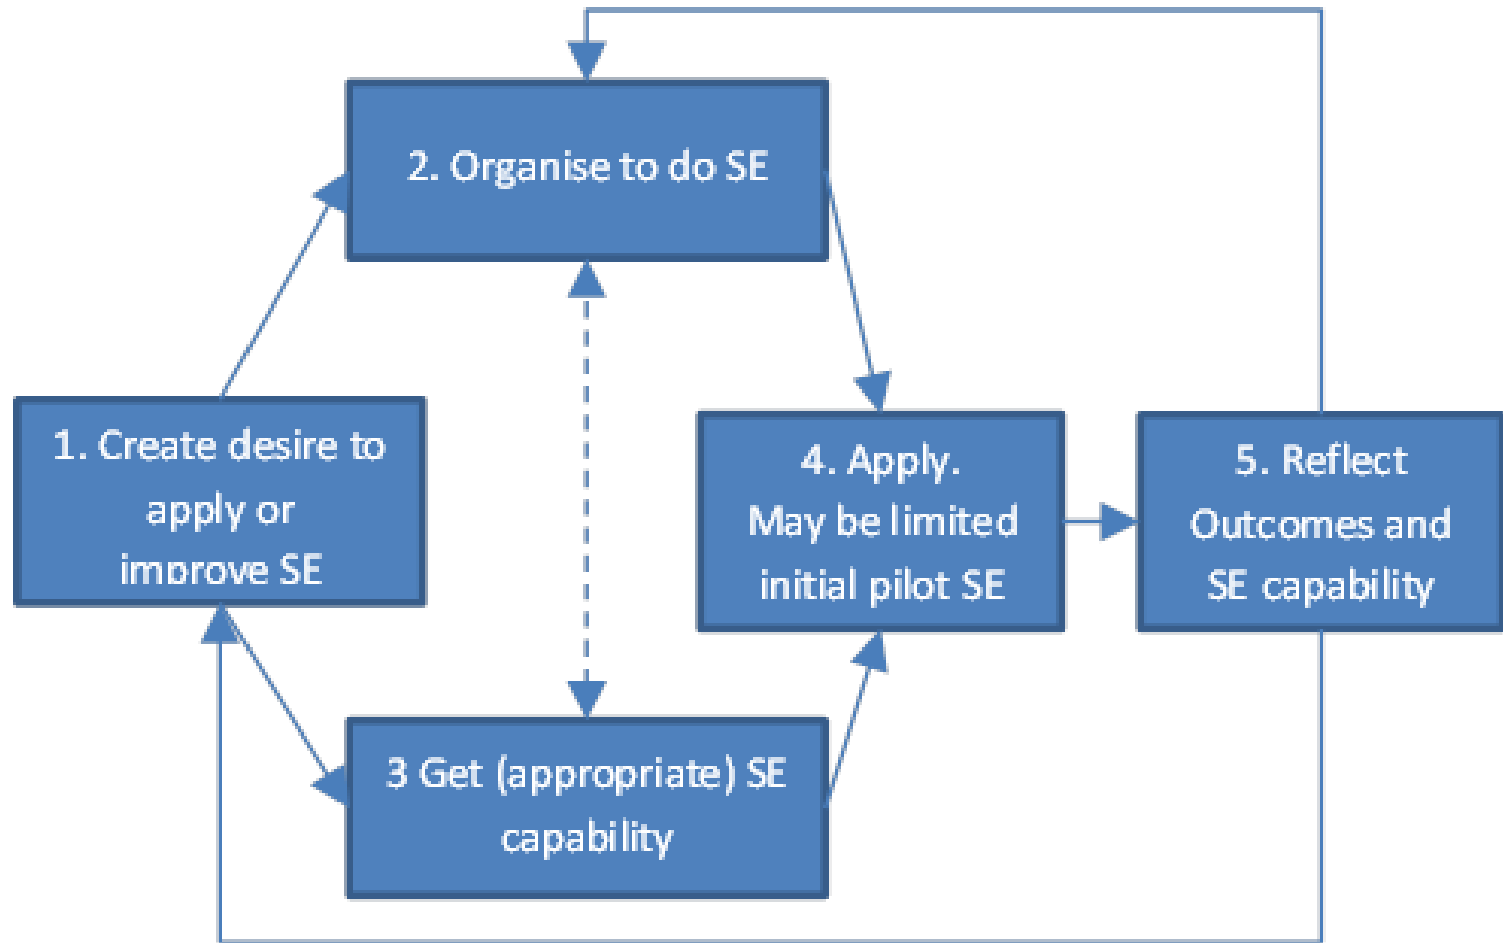 2. Organise to do SE
1. Create desire to
apply or
improve SE
3 Get (appropriate) SE
capability
4. Apply.
May be limited
initial pilot SE
5. Reflect
Outcomes and
SE capability